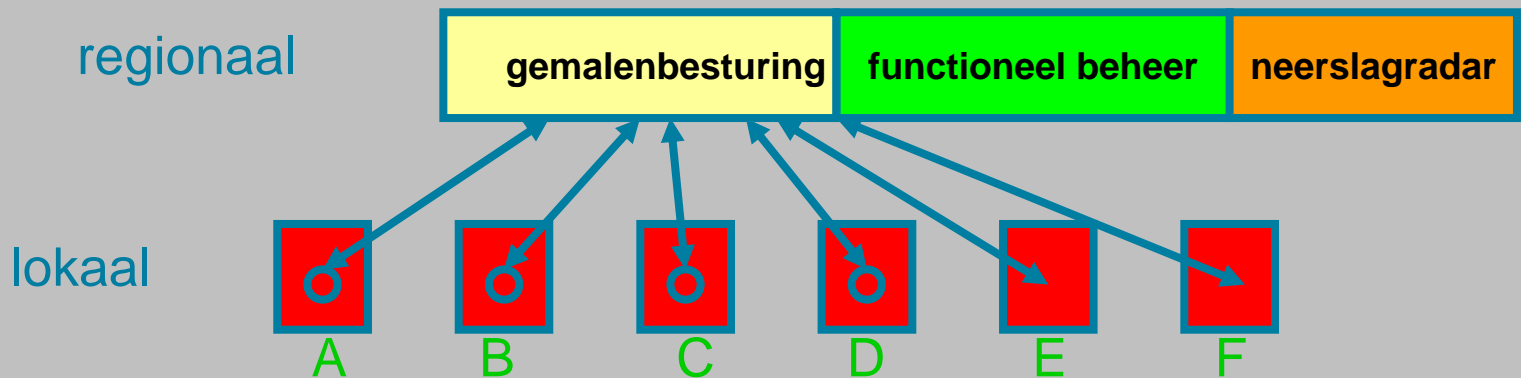 regionaal
gemalenbesturing
functioneel beheer
neerslagradar
lokaal
A B C D E F